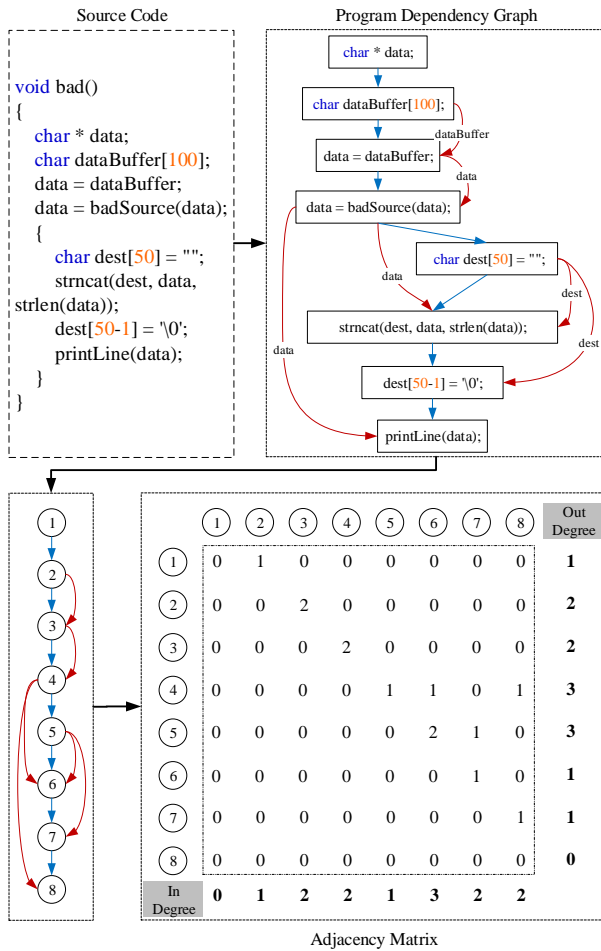 Source Code
Program Dependency Graph
void bad()
{
char * data;
char dataBuffer[100];
data = dataBuffer;
data = badSource(data);
{
char dest[50] = "";
strncat(dest, data,
strlen(data));
dest[50-1] = '\0';
printLine(data);
}
}
char * data;
char dataBuffer[100];
dataBuffer
data = dataBuffer;
data
data = badSource(data);
char dest[50] = "";
data
dest
strncat(dest, data, strlen(data));
dest
data
dest[50-1] = '\0';
printLine(data);
1
2
3
4
5
6
7
8
1 2 3 4 5 6 7 8 Out Degree
1 0 1 0 0 0 0 0 0 1
2 0 0 2 0 0 0 0 0 2
3 0 0 0 2 0 0 0 0 2
4 0 0 0 0 1 1 0 1 3
5 0 0 0 0 0 2 1 0 3
6 0 0 0 0 0 0 1 0 1
7 0 0 0 0 0 0 0 1 1
8 0 0 0 0 0 0 0 0 0
In Degree 0 1 2 2 1 3 2 2
Adjacency Matrix